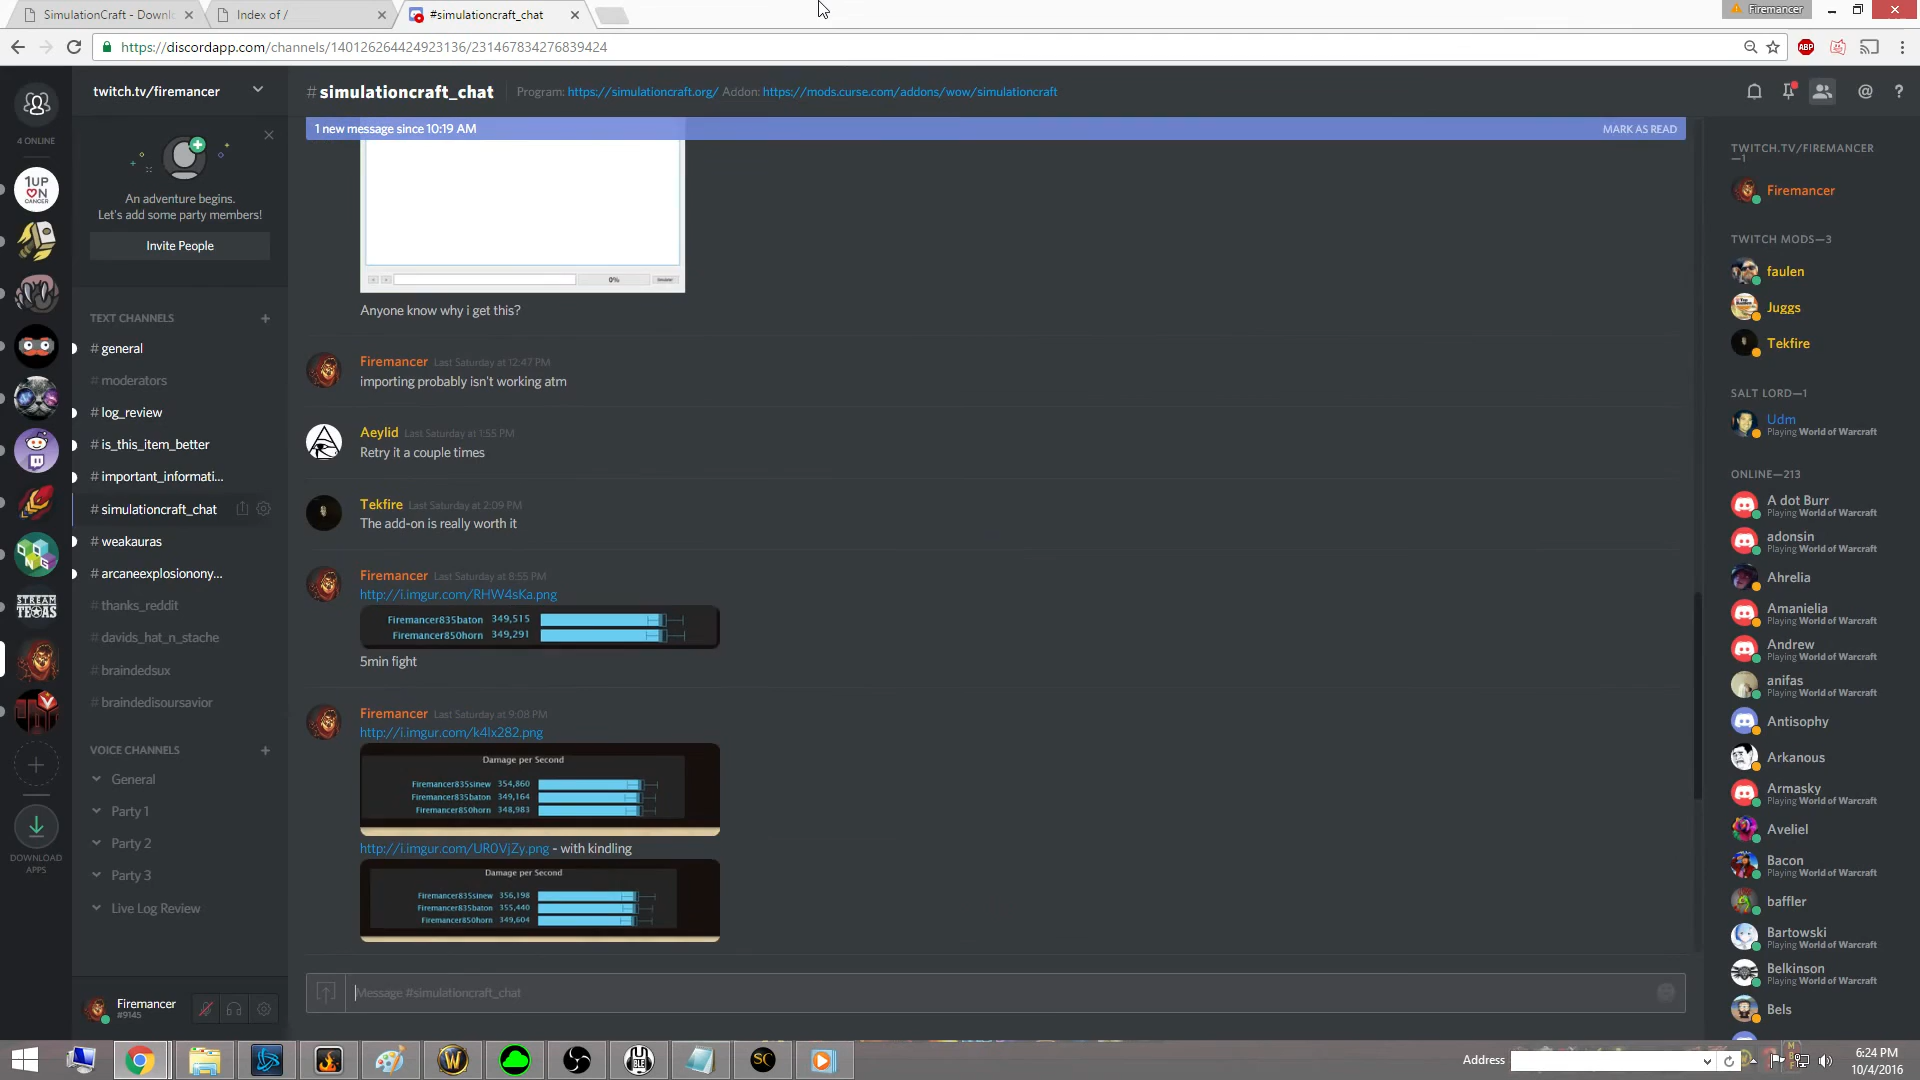 SimulationCraft - Downlo
Index of /
#simulationcraft_chat
Firemancer
https://discordapp.com/channels/140126264424923136/231467834276839424
ABP
4 ONLINE
1UP
ON
CANCER
STREAM
TEXAS
DOWNLOAD
APPS
twitch.tv/firemancer
An adventure begins.
Let's add some party members!
Invite People
TEXT CHANNELS
# general
# moderators
# log_review
# is_this_item_better
# important_informati...
# simulationcraft_chat
# weakauras
# arcaneexplosionony...
# thanks_reddit
# davids_hat_n_stache
# braindedsux
# braindedisoursavior
VOICE CHANNELS
General
Party 1
Party 2
Party 3
Live Log Review
Firemancer
#9145
# simulationcraft_chat
Program: https://simulationcraft.org/ Addon: https://mods.curse.com/addons/wow/simulationcraft
1 new message since 10:19 AM
MARK AS READ
0%
Simulate!
Anyone know why i get this?
Firemancer Last Saturday at 12:47 PM
importing probably isn't working atm
Aeylid Last Saturday at 1:55 PM
Retry it a couple times
Tekfire Last Saturday at 2:09 PM
The add-on is really worth it
Firemancer Last Saturday at 8:55 PM
http://i.imgur.com/RHW4sKa.png
Firemancer835baton 349,515
Firemancer850horn 349,291
5min fight
Firemancer Last Saturday at 9:08 PM
http://i.imgur.com/k4lx282.png
Damage per Second
Firemancer835sinew 354,860
Firemancer835baton 349,164
Firemancer850horn 348,983
http://i.imgur.com/UR0VjZy.png - with kindling
Damage per Second
Firemancer835sinew 356,198
Firemancer835baton 355,440
Firemancer850horn 349,604
Message #simulationcraft_chat
TWITCH.TV/FIREMANCER
—1
Firemancer
TWITCH MODS—3
faulen
Juggs
Tekfire
SALT LORD—1
Udm
Playing World of Warcraft
ONLINE—213
A dot Burr
Playing World of Warcraft
adonsin
Playing World of Warcraft
Ahrelia
Amanielia
Playing World of Warcraft
Andrew
Playing World of Warcraft
anifas
Playing World of Warcraft
Antisophy
Arkanous
Armasky
Playing World of Warcraft
Aveliel
Bacon
Playing World of Warcraft
baffler
Bartowski
Playing World of Warcraft
Belkinson
Playing World of Warcraft
Bels
SC
Address
6:24 PM
10/4/2016